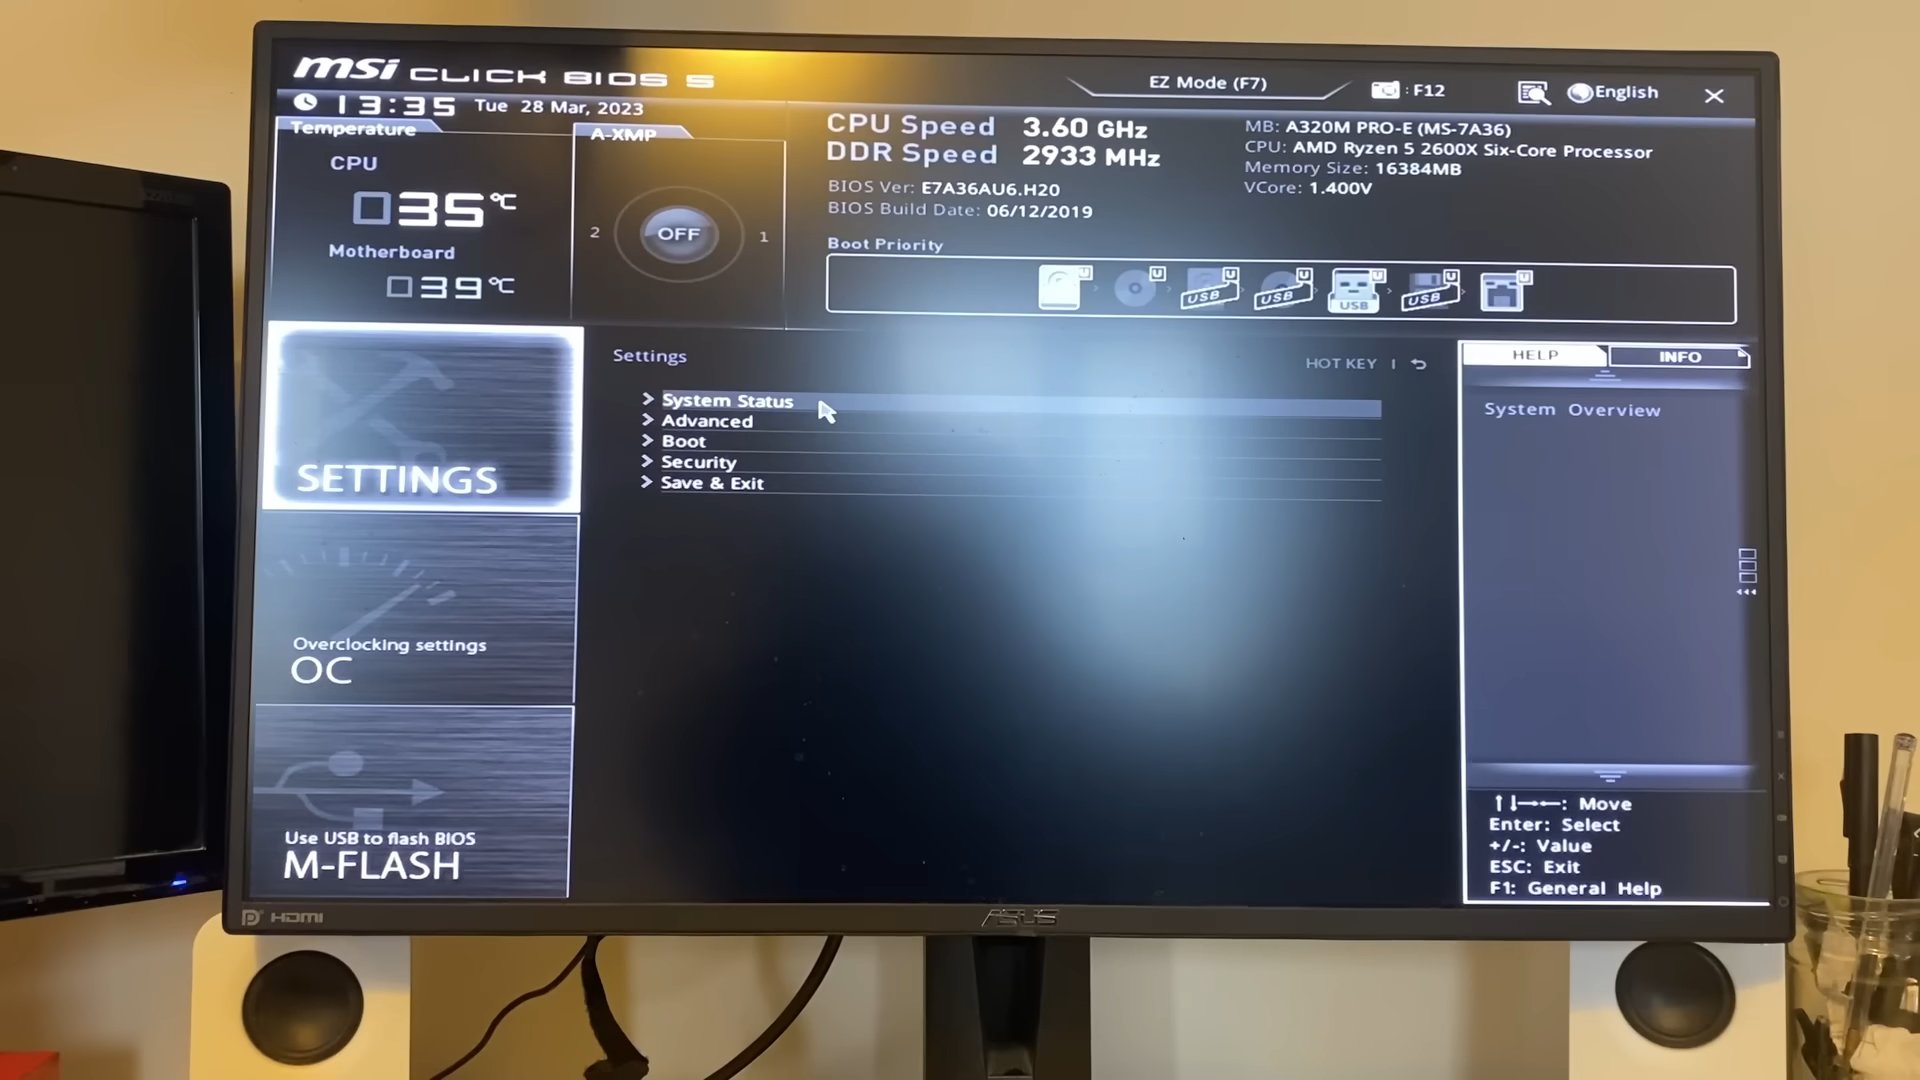 msi CLICK BIOS 5
EZ Mode (F7)
: F12
English
13:35 Tue 28 Mar, 2023
Temperature
CPU
035°C
Motherboard
039°C
A-XMP
2
OFF
1
CPU Speed 3.60 GHz
DDR Speed 2933 MHz
BIOS Ver: E7A36AU6.H20
BIOS Build Date: 06/12/2019
MB: A320M PRO-E (MS-7A36)
CPU: AMD Ryzen 5 2600X Six-Core Processor
Memory Size: 16384MB
VCore: 1.400V
Boot Priority
U U U U U U U
USB USB USB USB
SETTINGS
Overclocking settings
OC
Use USB to flash BIOS
M-FLASH
Settings
HOT KEY |
> System Status
> Advanced
> Boot
> Security
> Save & Exit
HELP
INFO
System Overview
↑↓→←: Move
Enter: Select
+/-: Value
ESC: Exit
F1: General Help
HDMI
ASUS